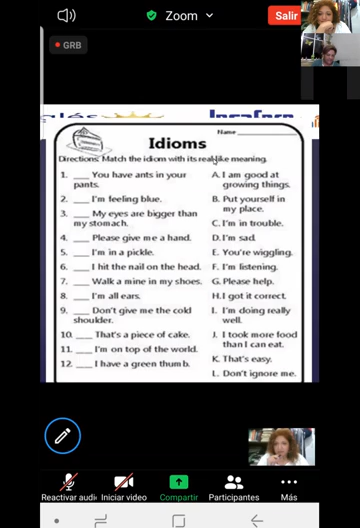 Zoom
Salir
GRB
Name
Idioms
Directions: Match the idiom with its real-like meaning.
1. ___ You have ants in your
pants.
2. ___ I'm feeling blue.
3. ___ My eyes are bigger than
my stomach.
4. ___ Please give me a hand.
5. ___ I'm in a pickle.
6. ___ I hit the nail on the head.
7. ___ Walk a mine in my shoes.
8. ___ I'm all ears.
9. ___ Don't give me the cold
shoulder.
10. ___ That's a piece of cake.
11. ___ I'm on top of the world.
12. ___ I have a green thumb.
A. I am good at
growing things.
B. Put yourself in
my place.
C. I'm in trouble.
D. I'm sad.
E. You're wiggling.
F. I'm listening.
G. Please help.
H. I got it correct.
I. I'm doing really
well.
J. I took more food
than I can eat.
K. That's easy.
L. Don't ignore me.
Reactivar audi
Iniciar video
Compartir
Participantes
Más